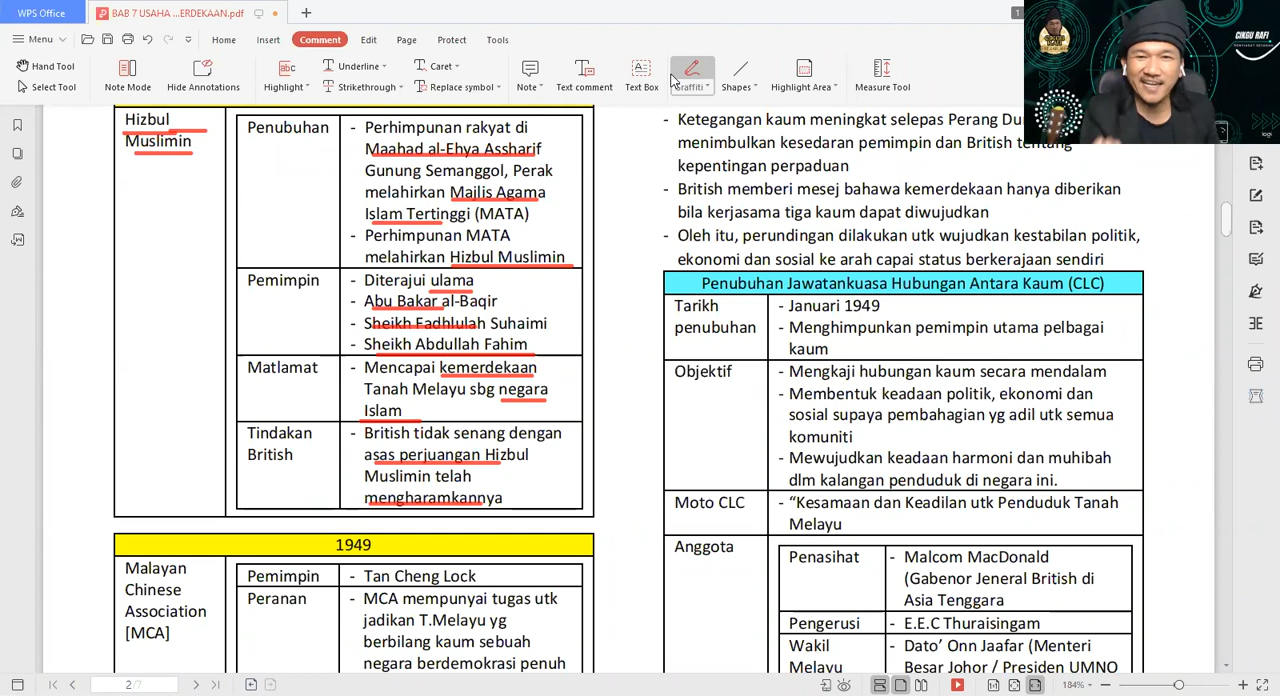 WPS Office
BAB 7 USAHA ...ERDEKAAN.pdf
1
Menu
Home
Insert
Comment
Edit
Page
Protect
Tools
Hand Tool
Select Tool
Note Mode
Hide Annotations
Highlight
Underline
Strikethrough
Caret
Replace symbol
Note
Text comment
Text Box
Graffiti
Shapes
Highlight Area
Measure Tool
CIKGU RAFI
logi
Hizbul
Muslimin
Penubuhan
- Perhimpunan rakyat di
Maahad al-Ehya Assharif
Gunung Semanggol, Perak
melahirkan Majlis Agama
Islam Tertinggi (MATA)
- Perhimpunan MATA
melahirkan Hizbul Muslimin
Pemimpin
- Diterajui ulama
- Abu Bakar al-Baqir
- Sheikh Fadhlulah Suhaimi
- Sheikh Abdullah Fahim
Matlamat
- Mencapai kemerdekaan
Tanah Melayu sbg negara
Islam
Tindakan
British
- British tidak senang dengan
asas perjuangan Hizbul
Muslimin telah
mengharamkannya
1949
Malayan
Chinese
Association
[MCA]
Pemimpin
- Tan Cheng Lock
Peranan
- MCA mempunyai tugas utk
jadikan T.Melayu yg
berbilang kaum sebuah
negara berdemokrasi penuh
- Ketegangan kaum meningkat selepas Perang
menimbulkan kesedaran pemimpin dan British tentang
kepentingan perpaduan
- British memberi mesej bahawa kemerdekaan hanya diberikan
bila kerjasama tiga kaum dapat diwujudkan
- Oleh itu, perundingan dilakukan utk wujudkan kestabilan politik,
ekonomi dan sosial ke arah capai status berkerajaan sendiri
Penubuhan Jawatankuasa Hubungan Antara Kaum (CLC)
Tarikh
penubuhan
- Januari 1949
- Menghimpunkan pemimpin utama pelbagai
kaum
Objektif
- Mengkaji hubungan kaum secara mendalam
- Membentuk keadaan politik, ekonomi dan
sosial supaya pembahagian yg adil utk semua
komuniti
- Mewujudkan keadaan harmoni dan muhibah
dlm kalangan penduduk di negara ini.
Moto CLC
- “Kesamaan dan Keadilan utk Penduduk Tanah
Melayu
Anggota
Penasihat
- Malcom MacDonald
(Gabenor Jeneral British di
Asia Tenggara
Pengerusi
- E.E.C Thuraisingam
Wakil
Melayu
- Dato’ Onn Jaafar (Menteri
Besar Johor / Presiden UMNO
2/7
184%